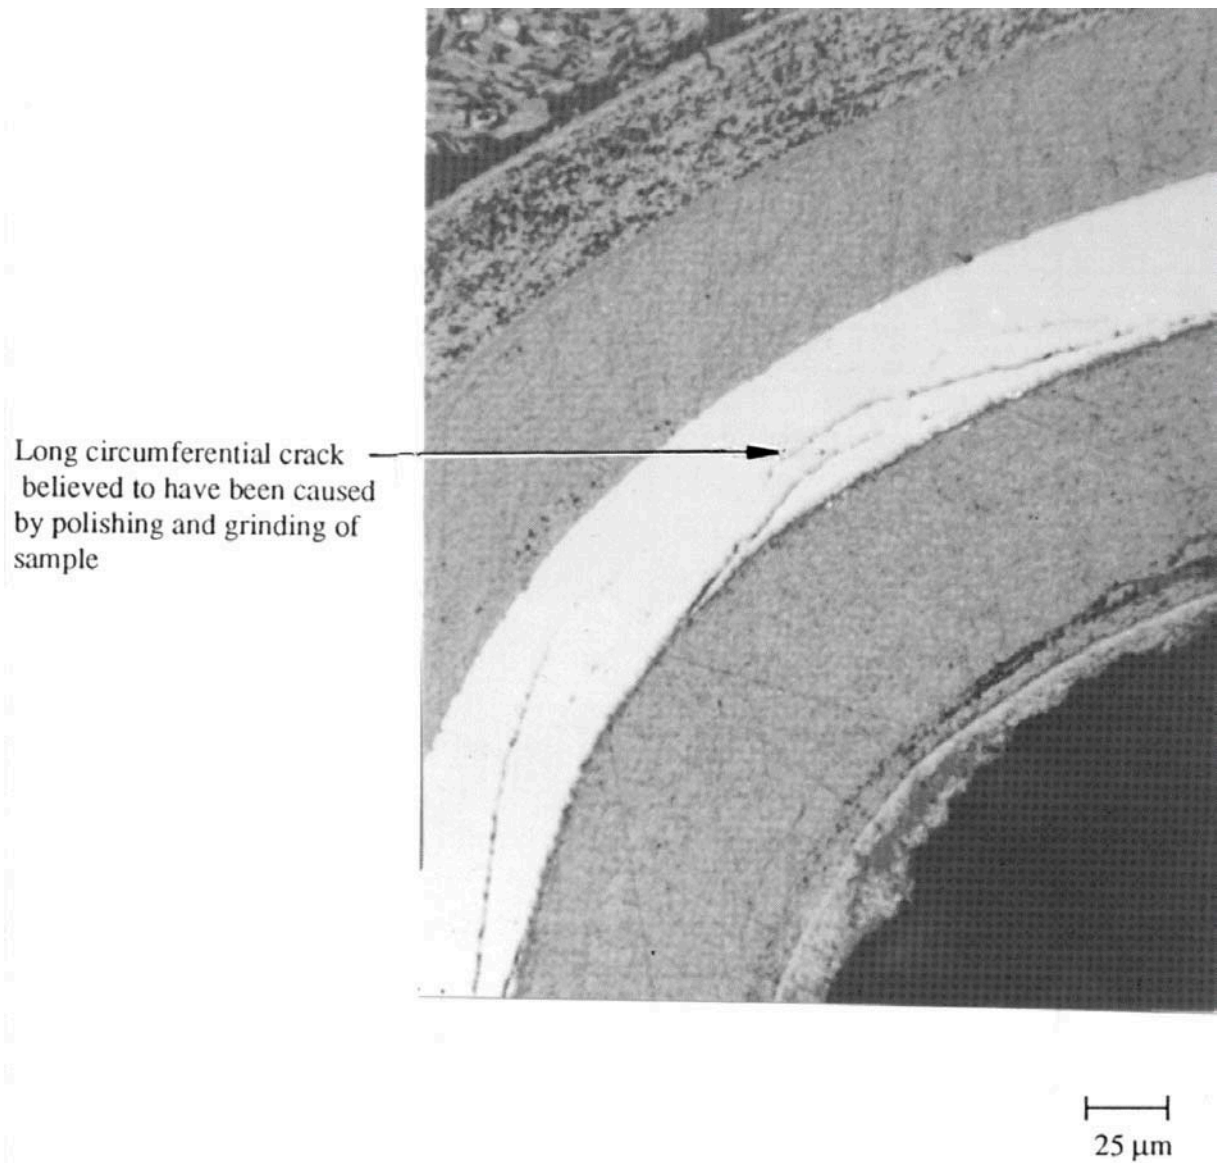 Long circumferential crack
believed to have been caused
by polishing and grinding of
sample
25 μm